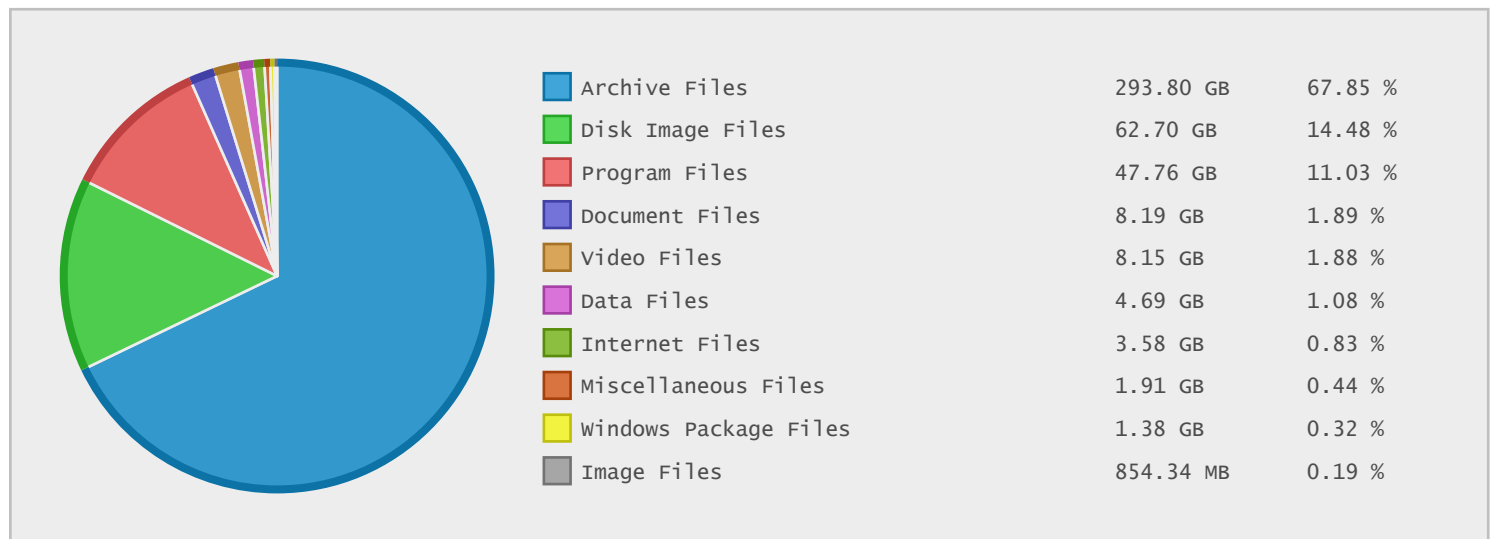 Archive Files 293.80 GB 67.85 %
Disk Image Files 62.70 GB 14.48 %
Program Files 47.76 GB 11.03 %
Document Files 8.19 GB 1.89 %
Video Files 8.15 GB 1.88 %
Data Files 4.69 GB 1.08 %
Internet Files 3.58 GB 0.83 %
Miscellaneous Files 1.91 GB 0.44 %
Windows Package Files 1.38 GB 0.32 %
Image Files 854.34 MB 0.19 %